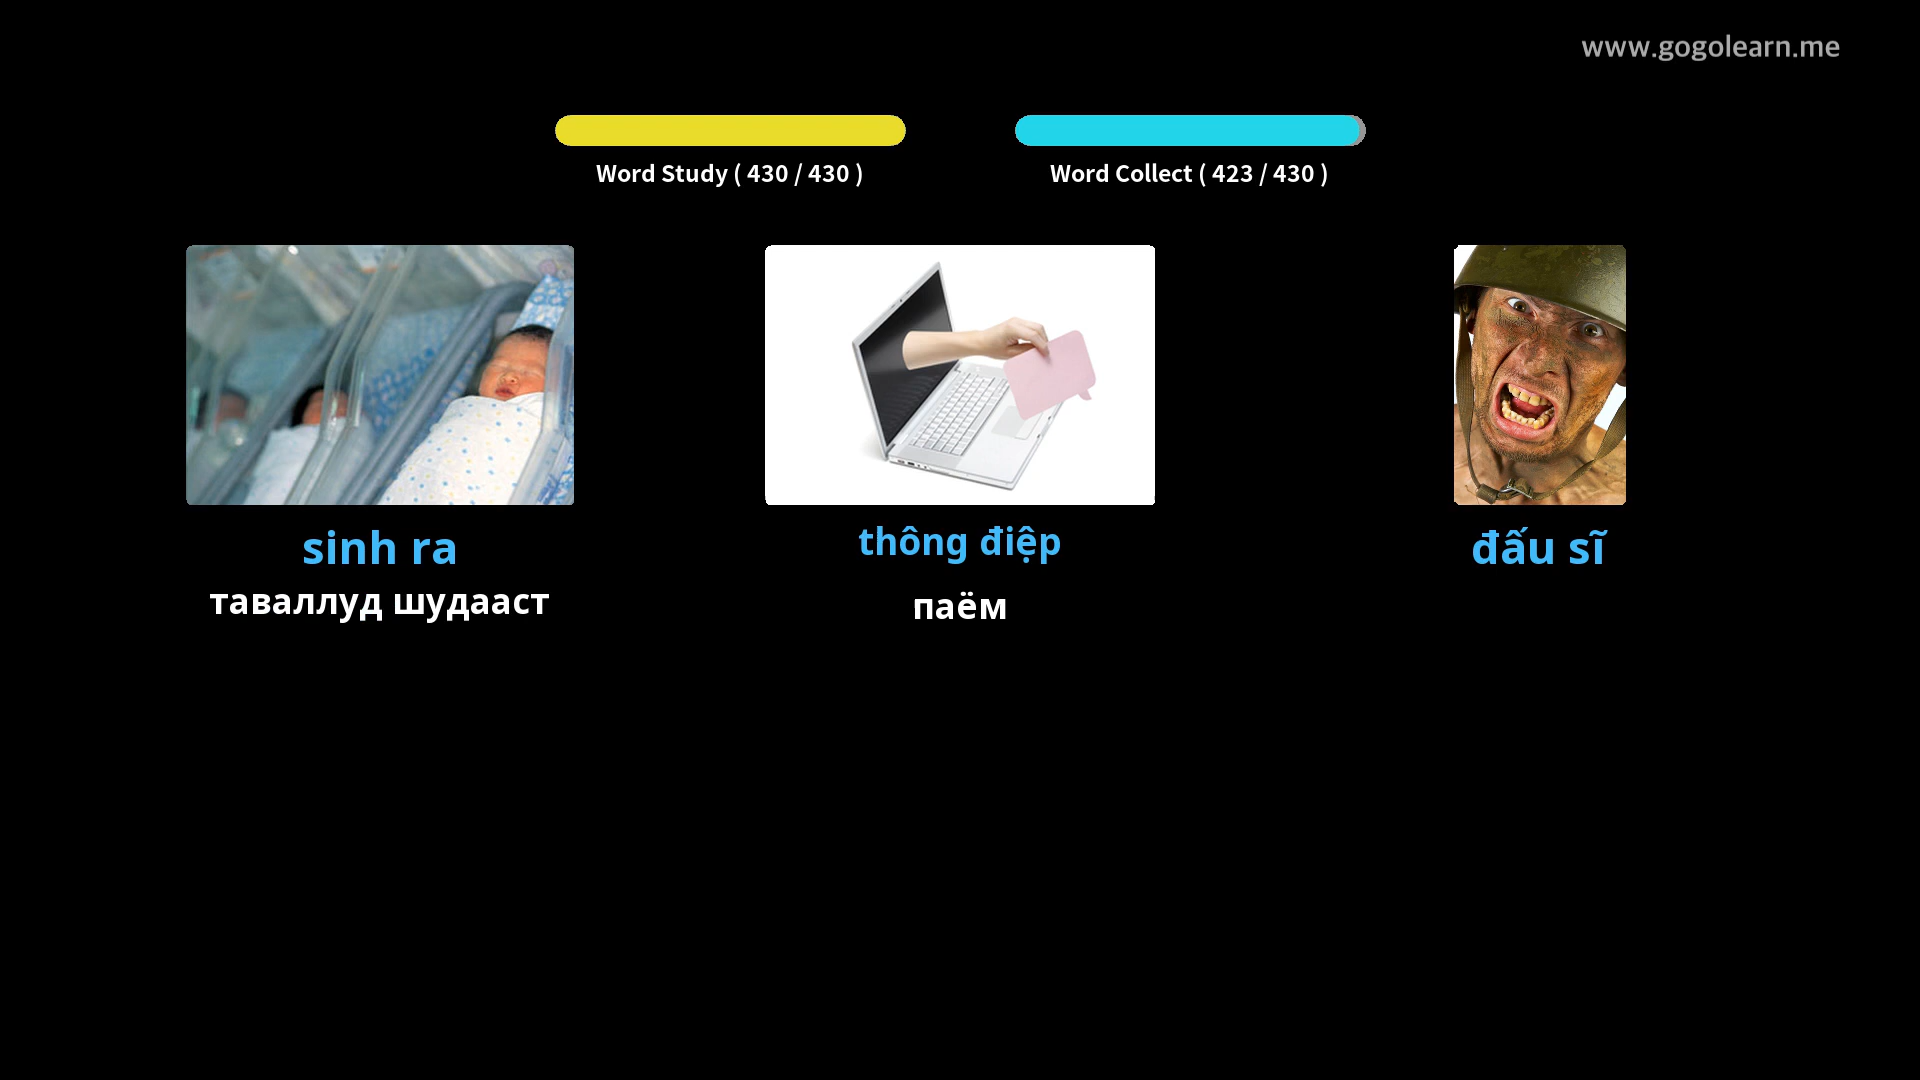 www.gogolearn.me
Word Study ( 430 / 430 )
Word Collect ( 423 / 430 )
sinh ra
таваллуд шудааст
thông điệp
паём
đấu sĩ